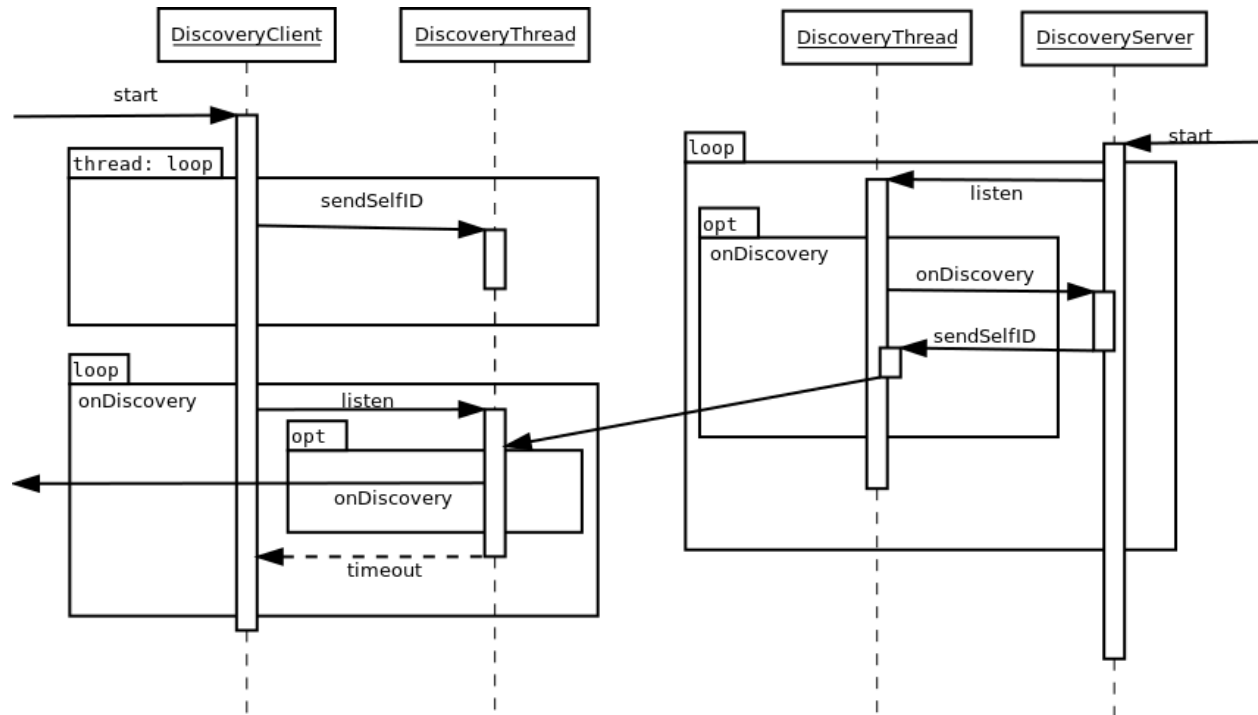 DiscoveryClient
DiscoveryThread
DiscoveryThread
DiscoveryServer
start
start
thread: loop
loop
sendSelfID
listen
opt
onDiscovery
onDiscovery
sendSelfID
loop
onDiscovery
listen
opt
onDiscovery
timeout